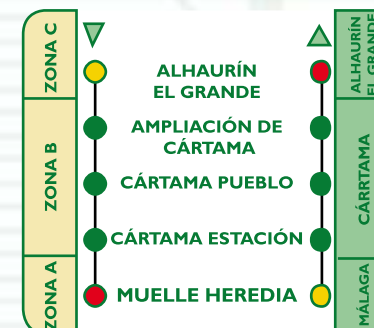 ZONA C
ZONA B
ZONA A
ALHAURÍN
EL GRANDE
AMPLIACIÓN DE
CÁRTAMA
CÁRTAMA PUEBLO
CÁRTAMA ESTACIÓN
MUELLE HEREDIA
ALHAURÍN
EL GRANDE
CÁRRTAMA
MÁLAGA